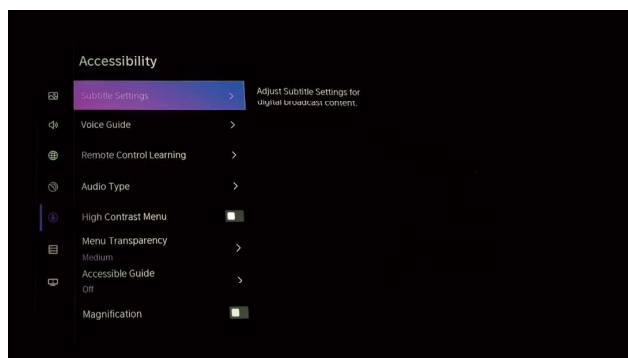 Accessibility
Subtitle Settings
Adjust Subtitle Settings for
digital broadcast content.
Voice Guide
Remote Control Learning
Audio Type
High Contrast Menu
Menu Transparency
Medium
Accessible Guide
Off
Magnification